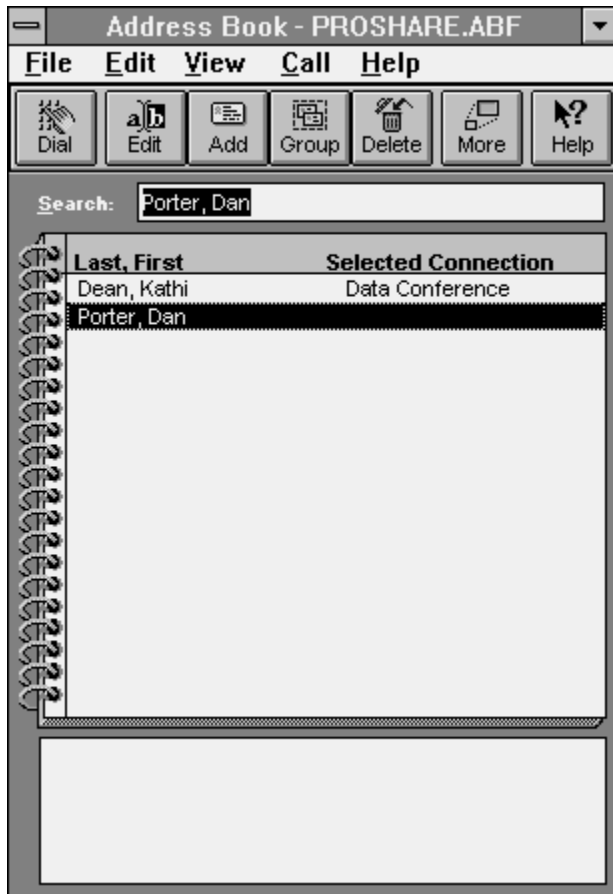 Address Book - PROSHARE.ABF
File Edit View Call Help
a b
Dial Edit Add Group Delete More Help
Search: Porter, Dan
Last, First Selected Connection
Dean, Kathi Data Conference
Porter, Dan